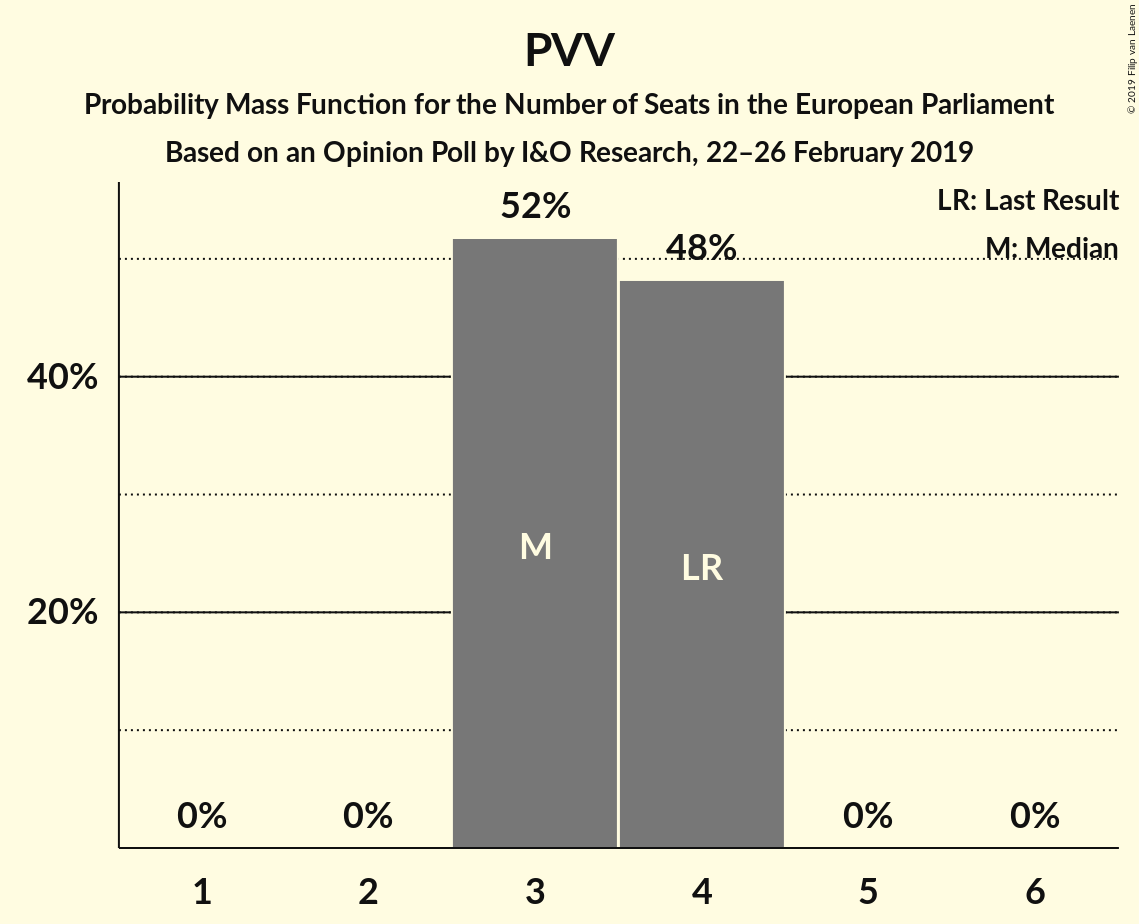 PVV
Probability Mass Function for the Number of Seats in the European Parliament
Based on an Opinion Poll by I&O Research, 22–26 February 2019
© 2019 Filip van Laenen
LR: Last Result
M: Median
52%
48%
40%
20%
M
LR
0%
0%
0%
0%
1
2
3
4
5
6